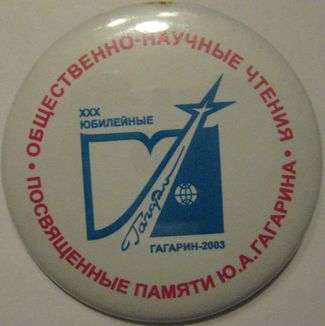 • ОБЩЕСТВЕННО-НАУЧНЫЕ ЧТЕНИЯ •
ПОСВЯЩЕННЫЕ ПАМЯТИ Ю.А.ГАГАРИНА
XXX
ЮБИЛЕЙНЫЕ
Гагарин
ГАГАРИН-2003